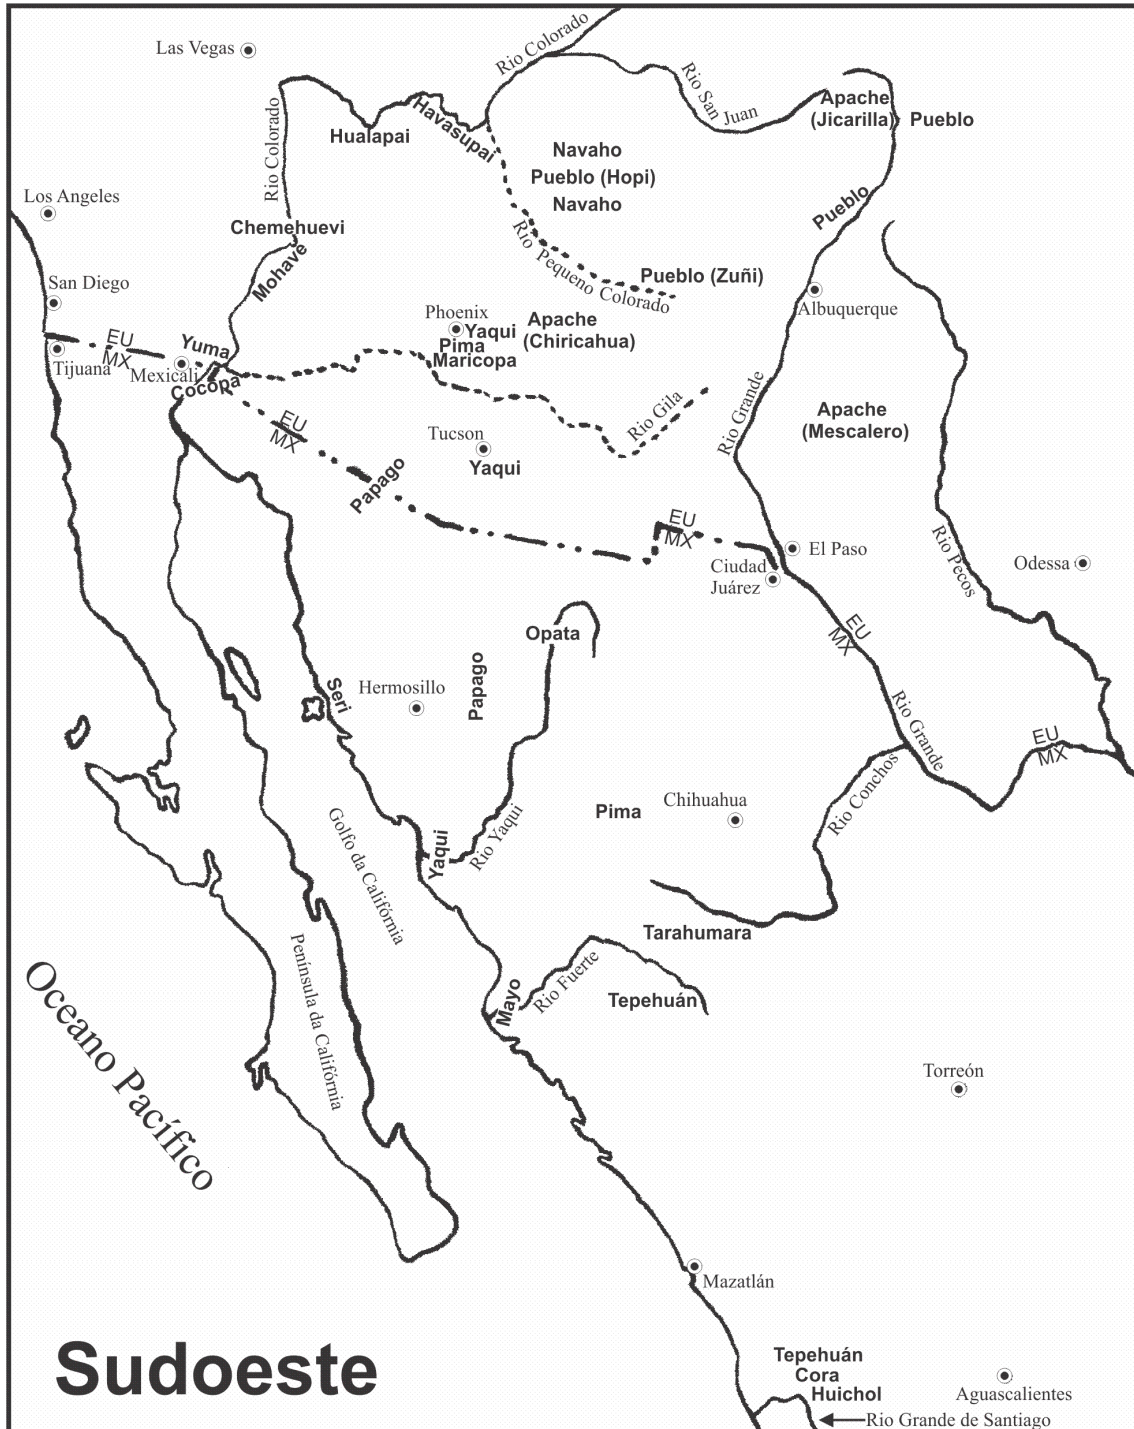 Las Vegas
Rio Colorado
Rio San Juan
Apache
(Jicarilla)
Pueblo
Havasupai
Hualapai
Rio Colorado
Navaho
Pueblo (Hopi)
Navaho
Los Angeles
Chemehuevi
Pueblo
Mohave
Rio Pequeno Colorado
Pueblo (Zuñi)
San Diego
Albuquerque
Phoenix
Yaqui
Pima
Maricopa
Apache
(Chiricahua)
EU
MX
Yuma
Tijuana
Mexicali
Cocopa
Rio Grande
Rio Gila
Apache
(Mescalero)
EU
MX
Tucson
Yaqui
Papago
EU
MX
El Paso
Ciudad
Juárez
Rio Pecos
Odessa
EU
MX
Opata
Papago
Seri
Hermosillo
Rio Grande
EU
MX
Rio Conchos
Chihuahua
Pima
Golfo da Califórnia
Yaqui
Rio Yaqui
Tarahumara
Península da Califórnia
Mayo
Rio Fuerte
Tepehuán
Oceano Pacífico
Torreón
Mazatlán
Sudoeste
Tepehuán
Cora
Huichol
Aguascalientes
Rio Grande de Santiago